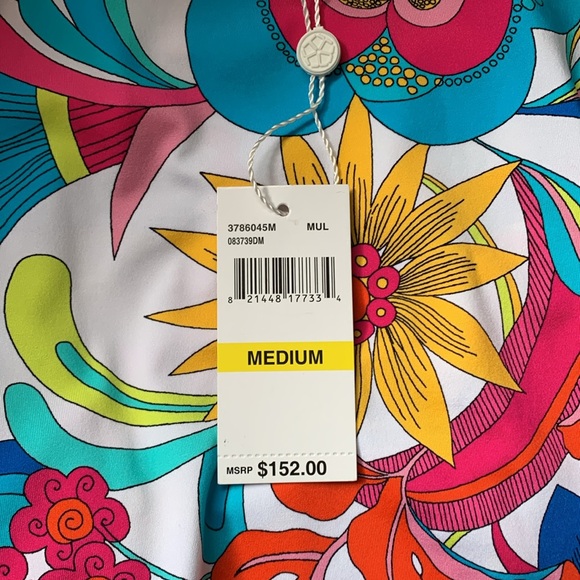 3786045M MUL
083739DM
8 21448 17733 4
MEDIUM
MSRP $152.00